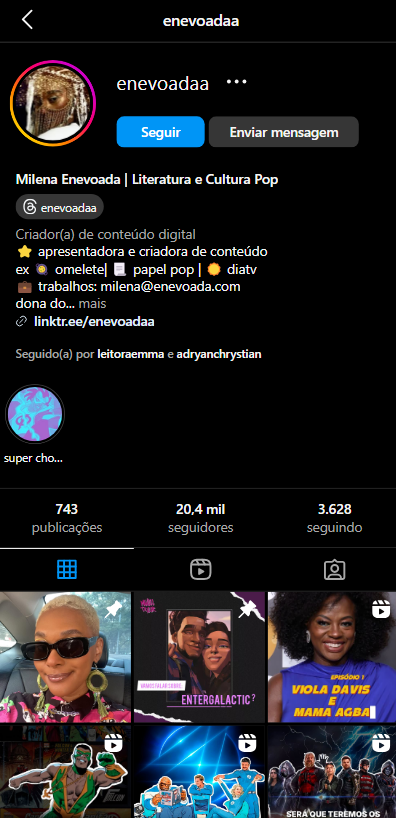 enevoadaa
enevoadaa ...
Seguir
Enviar mensagem
Milena Enevoada | Literatura e Cultura Pop
enevoadaa
Criador(a) de conteúdo digital
⭐ apresentadora e criadora de conteúdo
ex omelete| 📃 papel pop | diatv
💼 trabalhos: milena@enevoada.com
dona do... mais
linktr.ee/enevoadaa
Seguido(a) por leitoraemma e adryanchrystian
super cho...
743
publicações
20,4 mil
seguidores
3.628
seguindo
VAMOS FALAR SOBRE
ENTERGALACTIC?
EPISÓDIO 1
VIOLA DAVIS
E
MAMA AGBA
SERÁ QUE TEREMOS OS